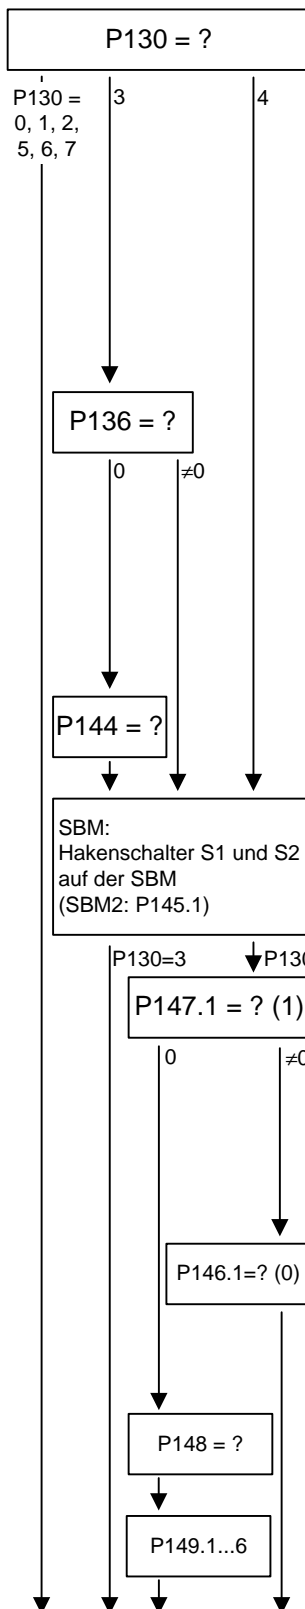 P130 = ?
P130 =
0, 1, 2,
5, 6, 7
3
4
P136 = ?
0
≠0
P144 = ?
SBM:
Hakenschalter S1 und S2
auf der SBM
(SBM2: P145.1)
P130=3
P130
P147.1 = ? (1)
0
≠0
P146.1=? (0)
P148 = ?
P149.1...6